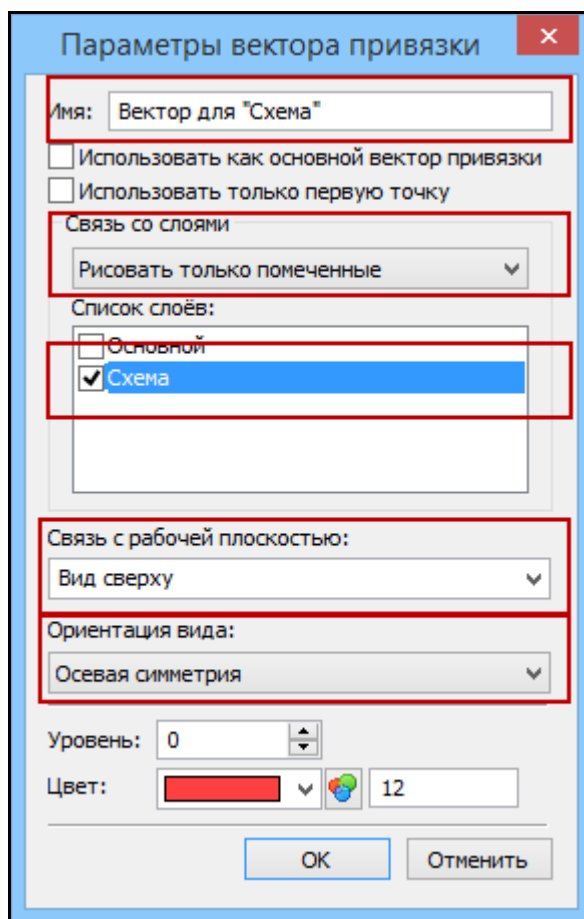 Параметры вектора привязки
Имя: Вектор для "Схема"
Использовать как основной вектор привязки
Использовать только первую точку
Связь со слоями
Рисовать только помеченные
Список слоёв:
Основной
Схема
Связь с рабочей плоскостью:
Вид сверху
Ориентация вида:
Осевая симметрия
Уровень: 0
Цвет: 12
ОК Отменить